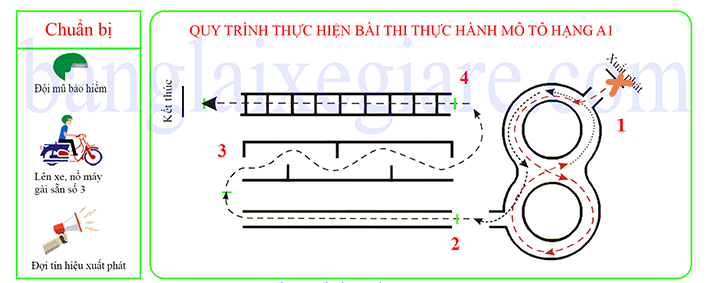 Chuẩn bị
Đội mũ bảo hiểm
Lên xe, nổ máy
gài sẵn số 3
Đợi tín hiệu xuất phát
QUY TRÌNH THỰC HIỆN BÀI THI THỰC HÀNH MÔ TÔ HẠNG A1
Xuất phát
1
Kết thúc
4
3
2
banglaixegiare.com